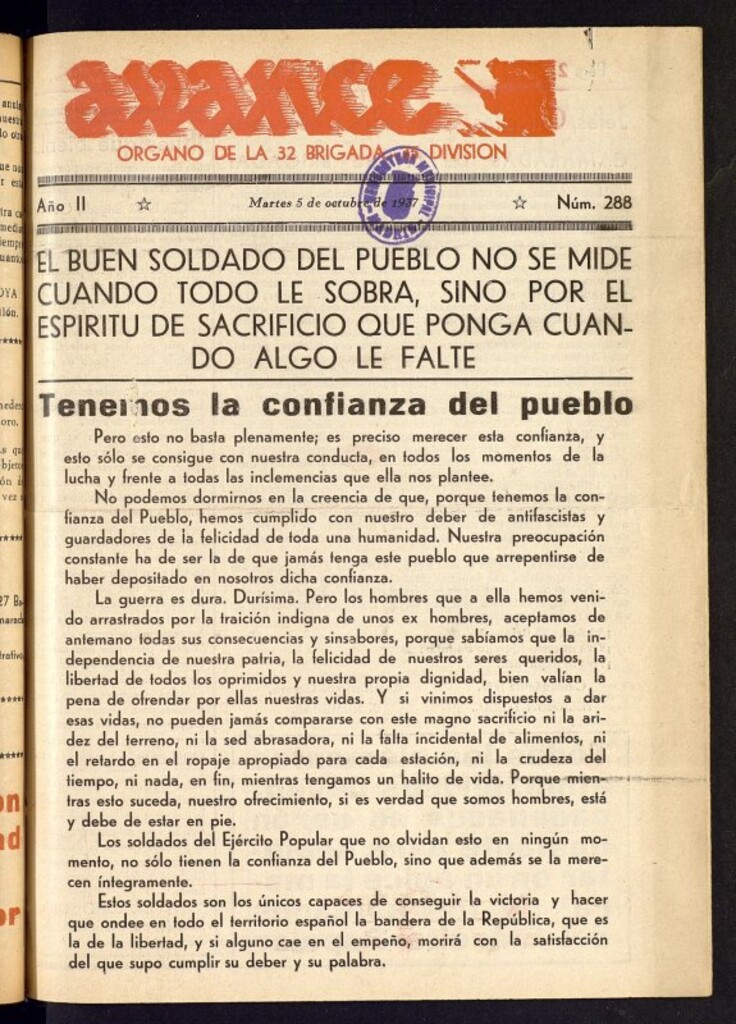 avance
ORGANO DE LA 32 BRIGADA DIVISION
Año II ☆ Martes 5 de octubre de 1937 ☆ Núm. 288
HEMEROTECA MUNICIPAL
MADRID
EL BUEN SOLDADO DEL PUEBLO NO SE MIDE
CUANDO TODO LE SOBRA, SINO POR EL
ESPIRITU DE SACRIFICIO QUE PONGA CUAN-
DO ALGO LE FALTE
Tenemos la confianza del pueblo
Pero esto no basta plenamente; es preciso merecer esta confianza, y
esto sólo se consigue con nuestra conducta, en todos los momentos de la
lucha y frente a todas las inclemencias que ella nos plantee.
No podemos dormirnos en la creencia de que, porque tenemos la con-
fianza del Pueblo, hemos cumplido con nuestro deber de antifascistas y
guardadores de la felicidad de toda una humanidad. Nuestra preocupación
constante ha de ser la de que jamás tenga este pueblo que arrepentirse de
haber depositado en nosotros dicha confianza.
La guerra es dura. Durísima. Pero los hombres que a ella hemos veni-
do arrastrados por la traición indigna de unos ex hombres, aceptamos de
antemano todas sus consecuencias y sinsabores, porque sabíamos que la in-
dependencia de nuestra patria, la felicidad de nuestros seres queridos, la
libertad de todos los oprimidos y nuestra propia dignidad, bien valían la
pena de ofrendar por ellas nuestras vidas. Y si vinimos dispuestos a dar
esas vidas, no pueden jamás compararse con este magno sacrificio ni la ari-
dez del terreno, ni la sed abrasadora, ni la falta incidental de alimentos, ni
el retardo en el ropaje apropiado para cada estación, ni la crudeza del
tiempo, ni nada, en fin, mientras tengamos un halito de vida. Porque mien-
tras esto suceda, nuestro ofrecimiento, si es verdad que somos hombres, está
y debe de estar en pie.
Los soldados del Ejército Popular que no olvidan esto en ningún mo-
mento, no sólo tienen la confianza del Pueblo, sino que además se la mere-
cen íntegramente.
Estos soldados son los únicos capaces de conseguir la victoria y hacer
que ondee en todo el territorio español la bandera de la República, que es
la de la libertad, y si alguno cae en el empeño, morirá con la satisfacción
del que supo cumplir su deber y su palabra.